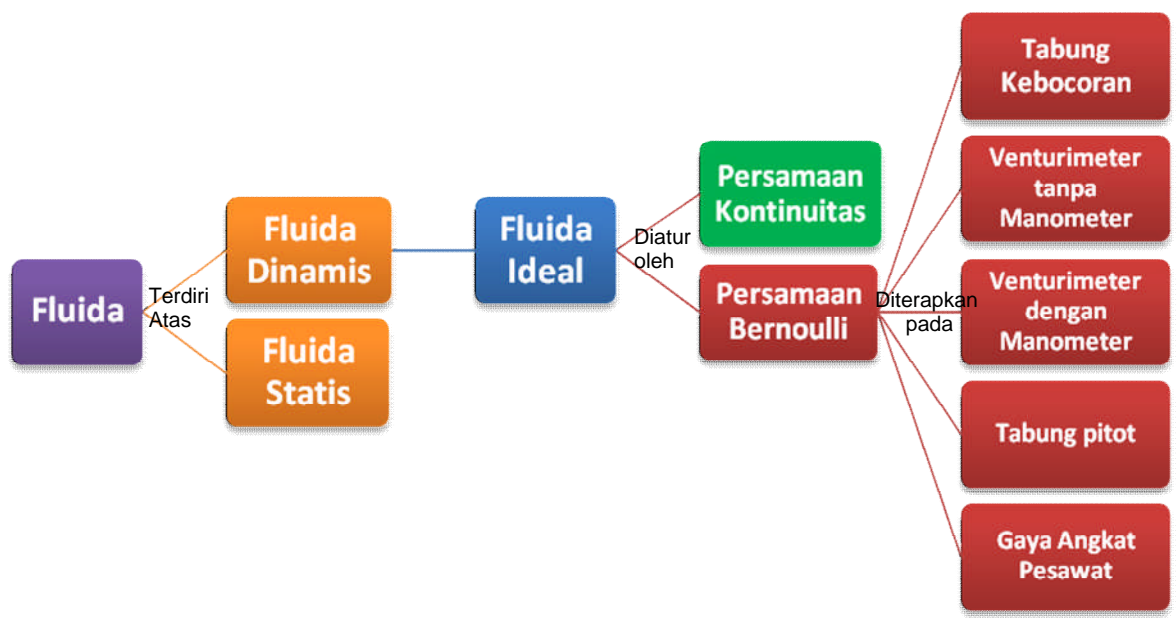 Fluida
Terdiri
Atas
Fluida
Dinamis
Fluida
Statis
Fluida
Ideal
Diatur
oleh
Persamaan
Kontinuitas
Persamaan
Bernoulli
Diterapkan
pada
Tabung
Kebocoran
Venturimeter
tanpa
Manometer
Venturimeter
dengan
Manometer
Tabung pitot
Gaya Angkat
Pesawat